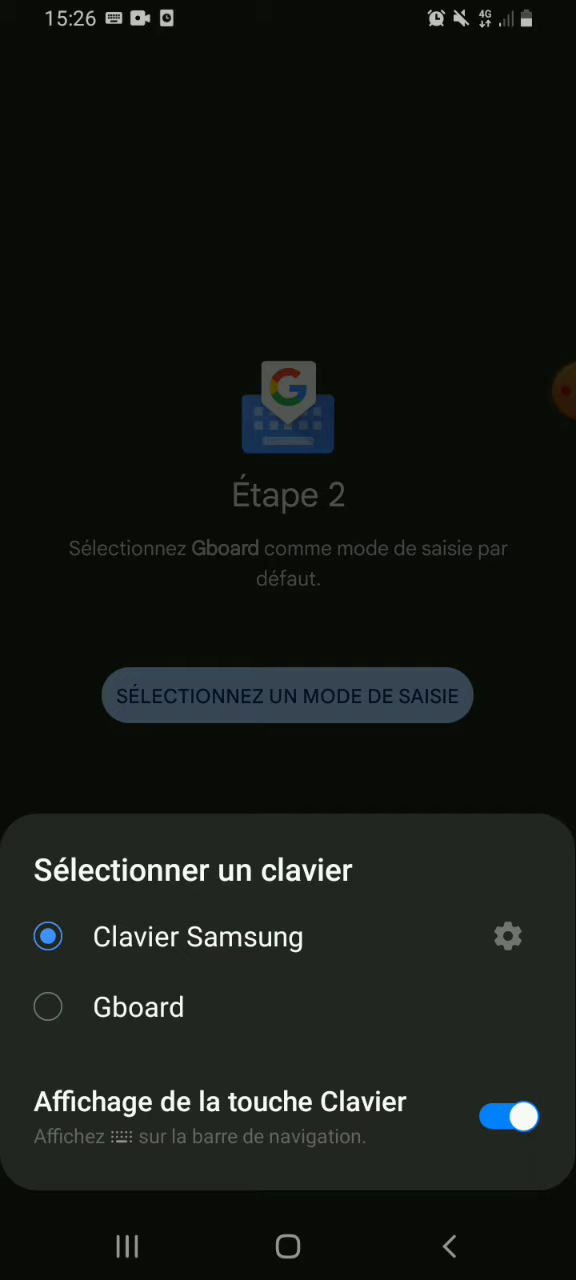 15:26
4G
Étape 2
Sélectionnez Gboard comme mode de saisie par
défaut.
SÉLECTIONNEZ UN MODE DE SAISIE
Sélectionner un clavier
Clavier Samsung
Gboard
Affichage de la touche Clavier
Affichez sur la barre de navigation.